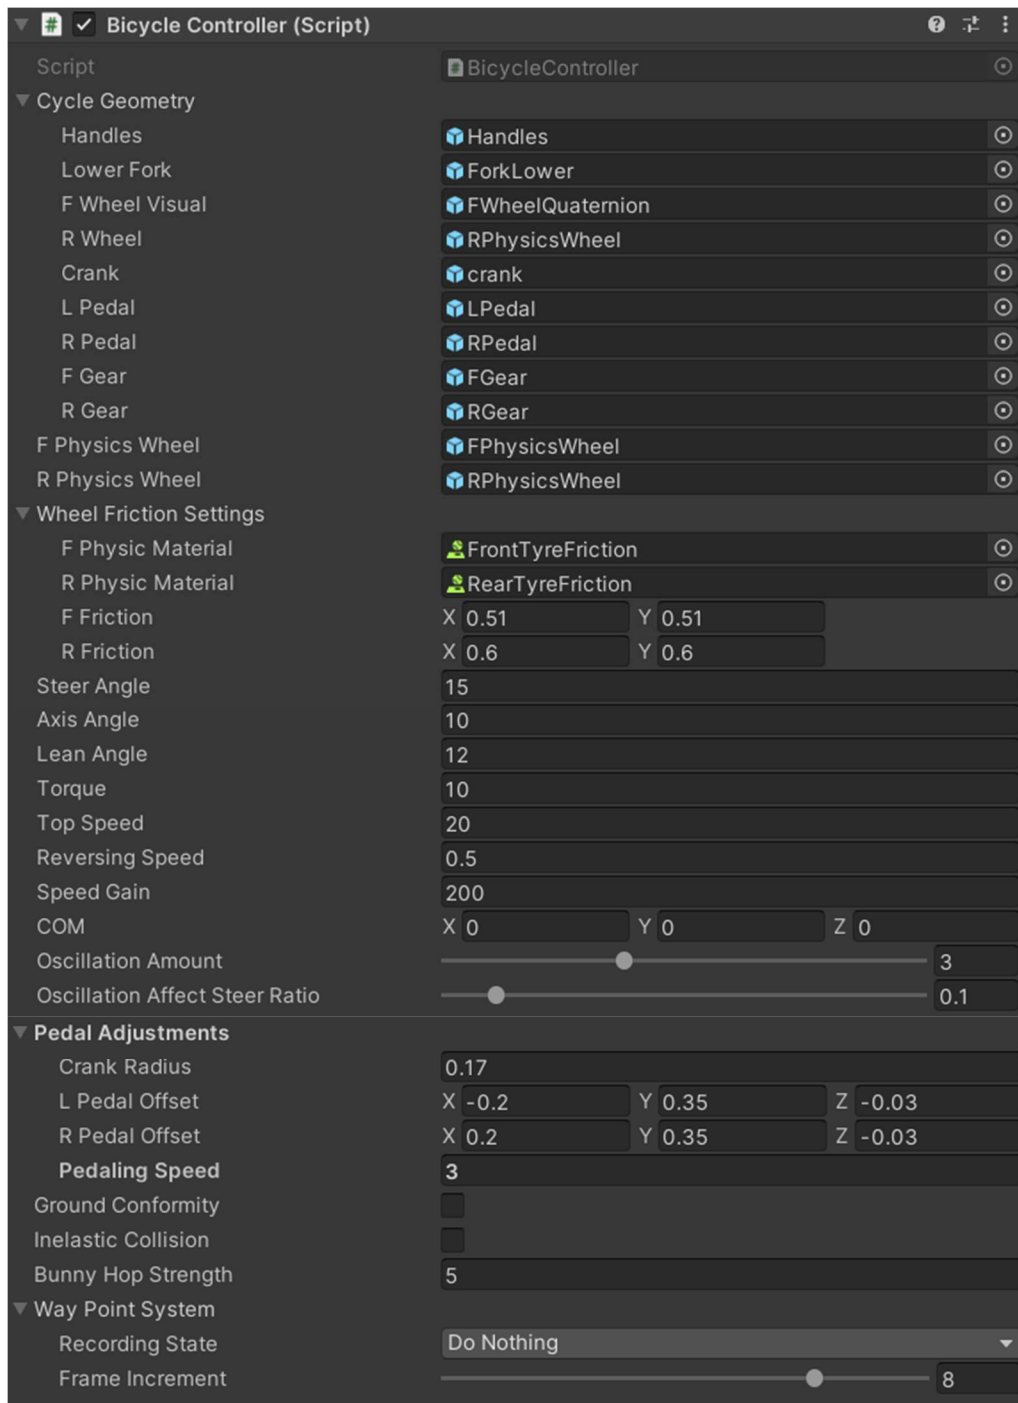 Bicycle Controller (Script)
Script BicycleController
Cycle Geometry
Handles Handles
Lower Fork ForkLower
F Wheel Visual FWheelQuaternion
R Wheel RPhysicsWheel
Crank crank
L Pedal LPedal
R Pedal RPedal
F Gear FGear
R Gear RGear
F Physics Wheel FPhysicsWheel
R Physics Wheel RPhysicsWheel
Wheel Friction Settings
F Physic Material FrontTyreFriction
R Physic Material RearTyreFriction
F Friction X 0.51 Y 0.51
R Friction X 0.6 Y 0.6
Steer Angle 15
Axis Angle 10
Lean Angle 12
Torque 10
Top Speed 20
Reversing Speed 0.5
Speed Gain 200
COM X 0 Y 0 Z 0
Oscillation Amount 3
Oscillation Affect Steer Ratio 0.1
Pedal Adjustments
Crank Radius 0.17
L Pedal Offset X -0.2 Y 0.35 Z -0.03
R Pedal Offset X 0.2 Y 0.35 Z -0.03
Pedaling Speed 3
Ground Conformity
Inelastic Collision
Bunny Hop Strength 5
Way Point System
Recording State Do Nothing
Frame Increment 8